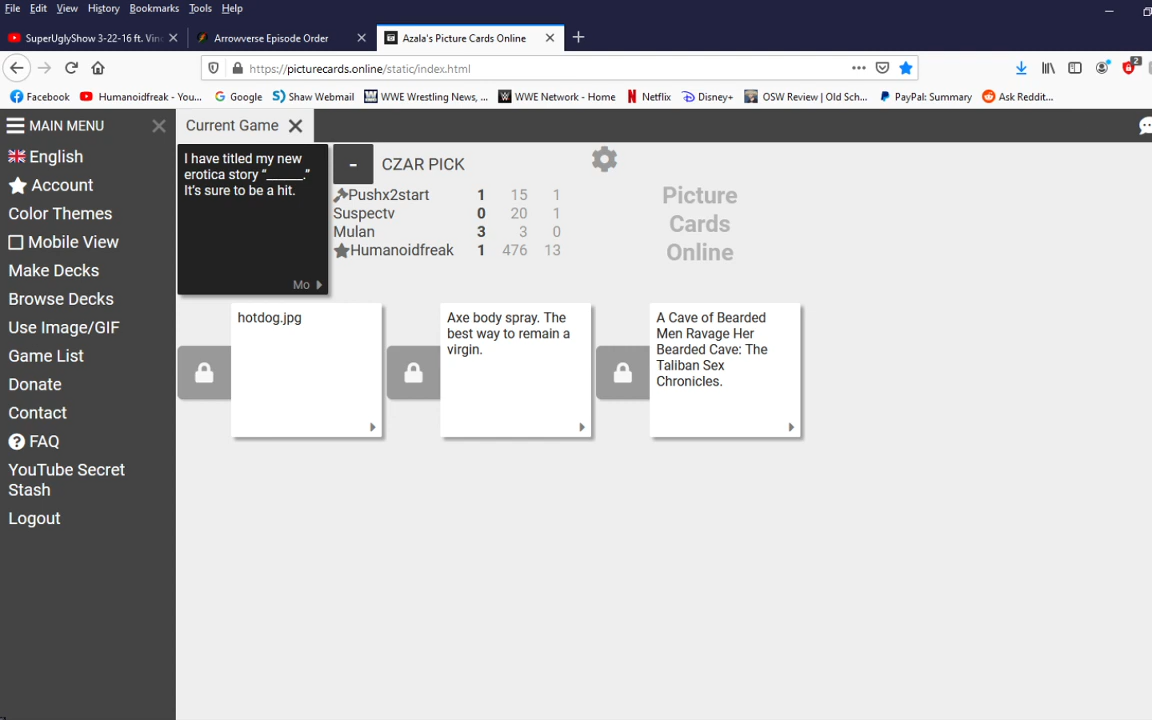 File Edit View History Bookmarks Tools Help
SuperUglyShow 3-22-16 ft. Vinc
Arrowverse Episode Order
Azala's Picture Cards Online
https://picturecards.online/static/index.html
2
Facebook
Humanoidfreak - You...
Google
Shaw Webmail
WWE Wrestling News, ...
WWE Network - Home
Netflix
Disney+
OSW Review | Old Sch...
PayPal: Summary
Ask Reddit...
MAIN MENU
English
Account
Color Themes
Mobile View
Make Decks
Browse Decks
Use Image/GIF
Game List
Donate
Contact
FAQ
YouTube Secret
Stash
Logout
Current Game
I have titled my new
erotica story “______.”
It's sure to be a hit.
Mo
-
CZAR PICK
Pushx2start 1 15 1
Suspectv 0 20 1
Mulan 3 3 0
Humanoidfreak 1 476 13
Picture
Cards
Online
hotdog.jpg
Axe body spray. The
best way to remain a
virgin.
A Cave of Bearded
Men Ravage Her
Bearded Cave: The
Taliban Sex
Chronicles.